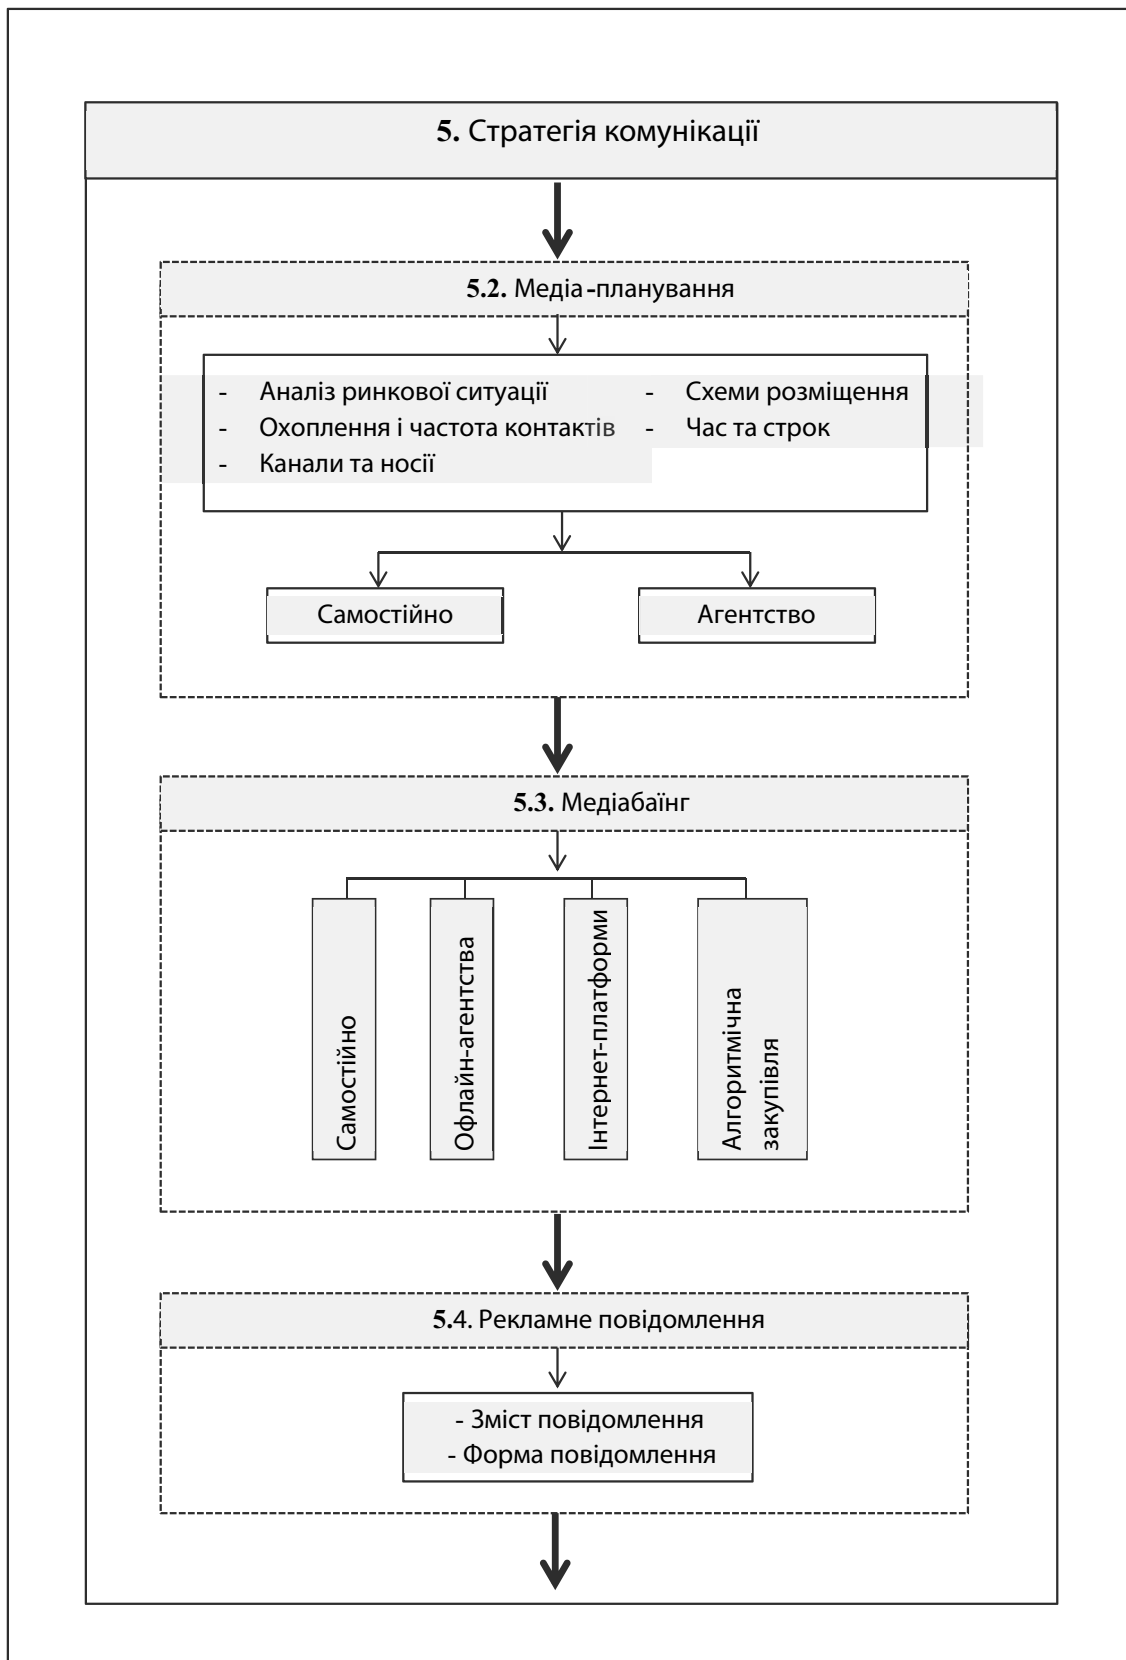 5. Стратегія комунікації
5.2. Медіа-планування
- Аналіз ринкової ситуації
- Охоплення і частота контактів
- Канали та носії
- Схеми розміщення
- Час та строк
Самостійно
Агентство
5.3. Медіабаїнг
Самостійно
Офлайн-агентства
Інтернет-платформи
Алгоритмічна
закупівля
5.4. Рекламне повідомлення
- Зміст повідомлення
- Форма повідомлення